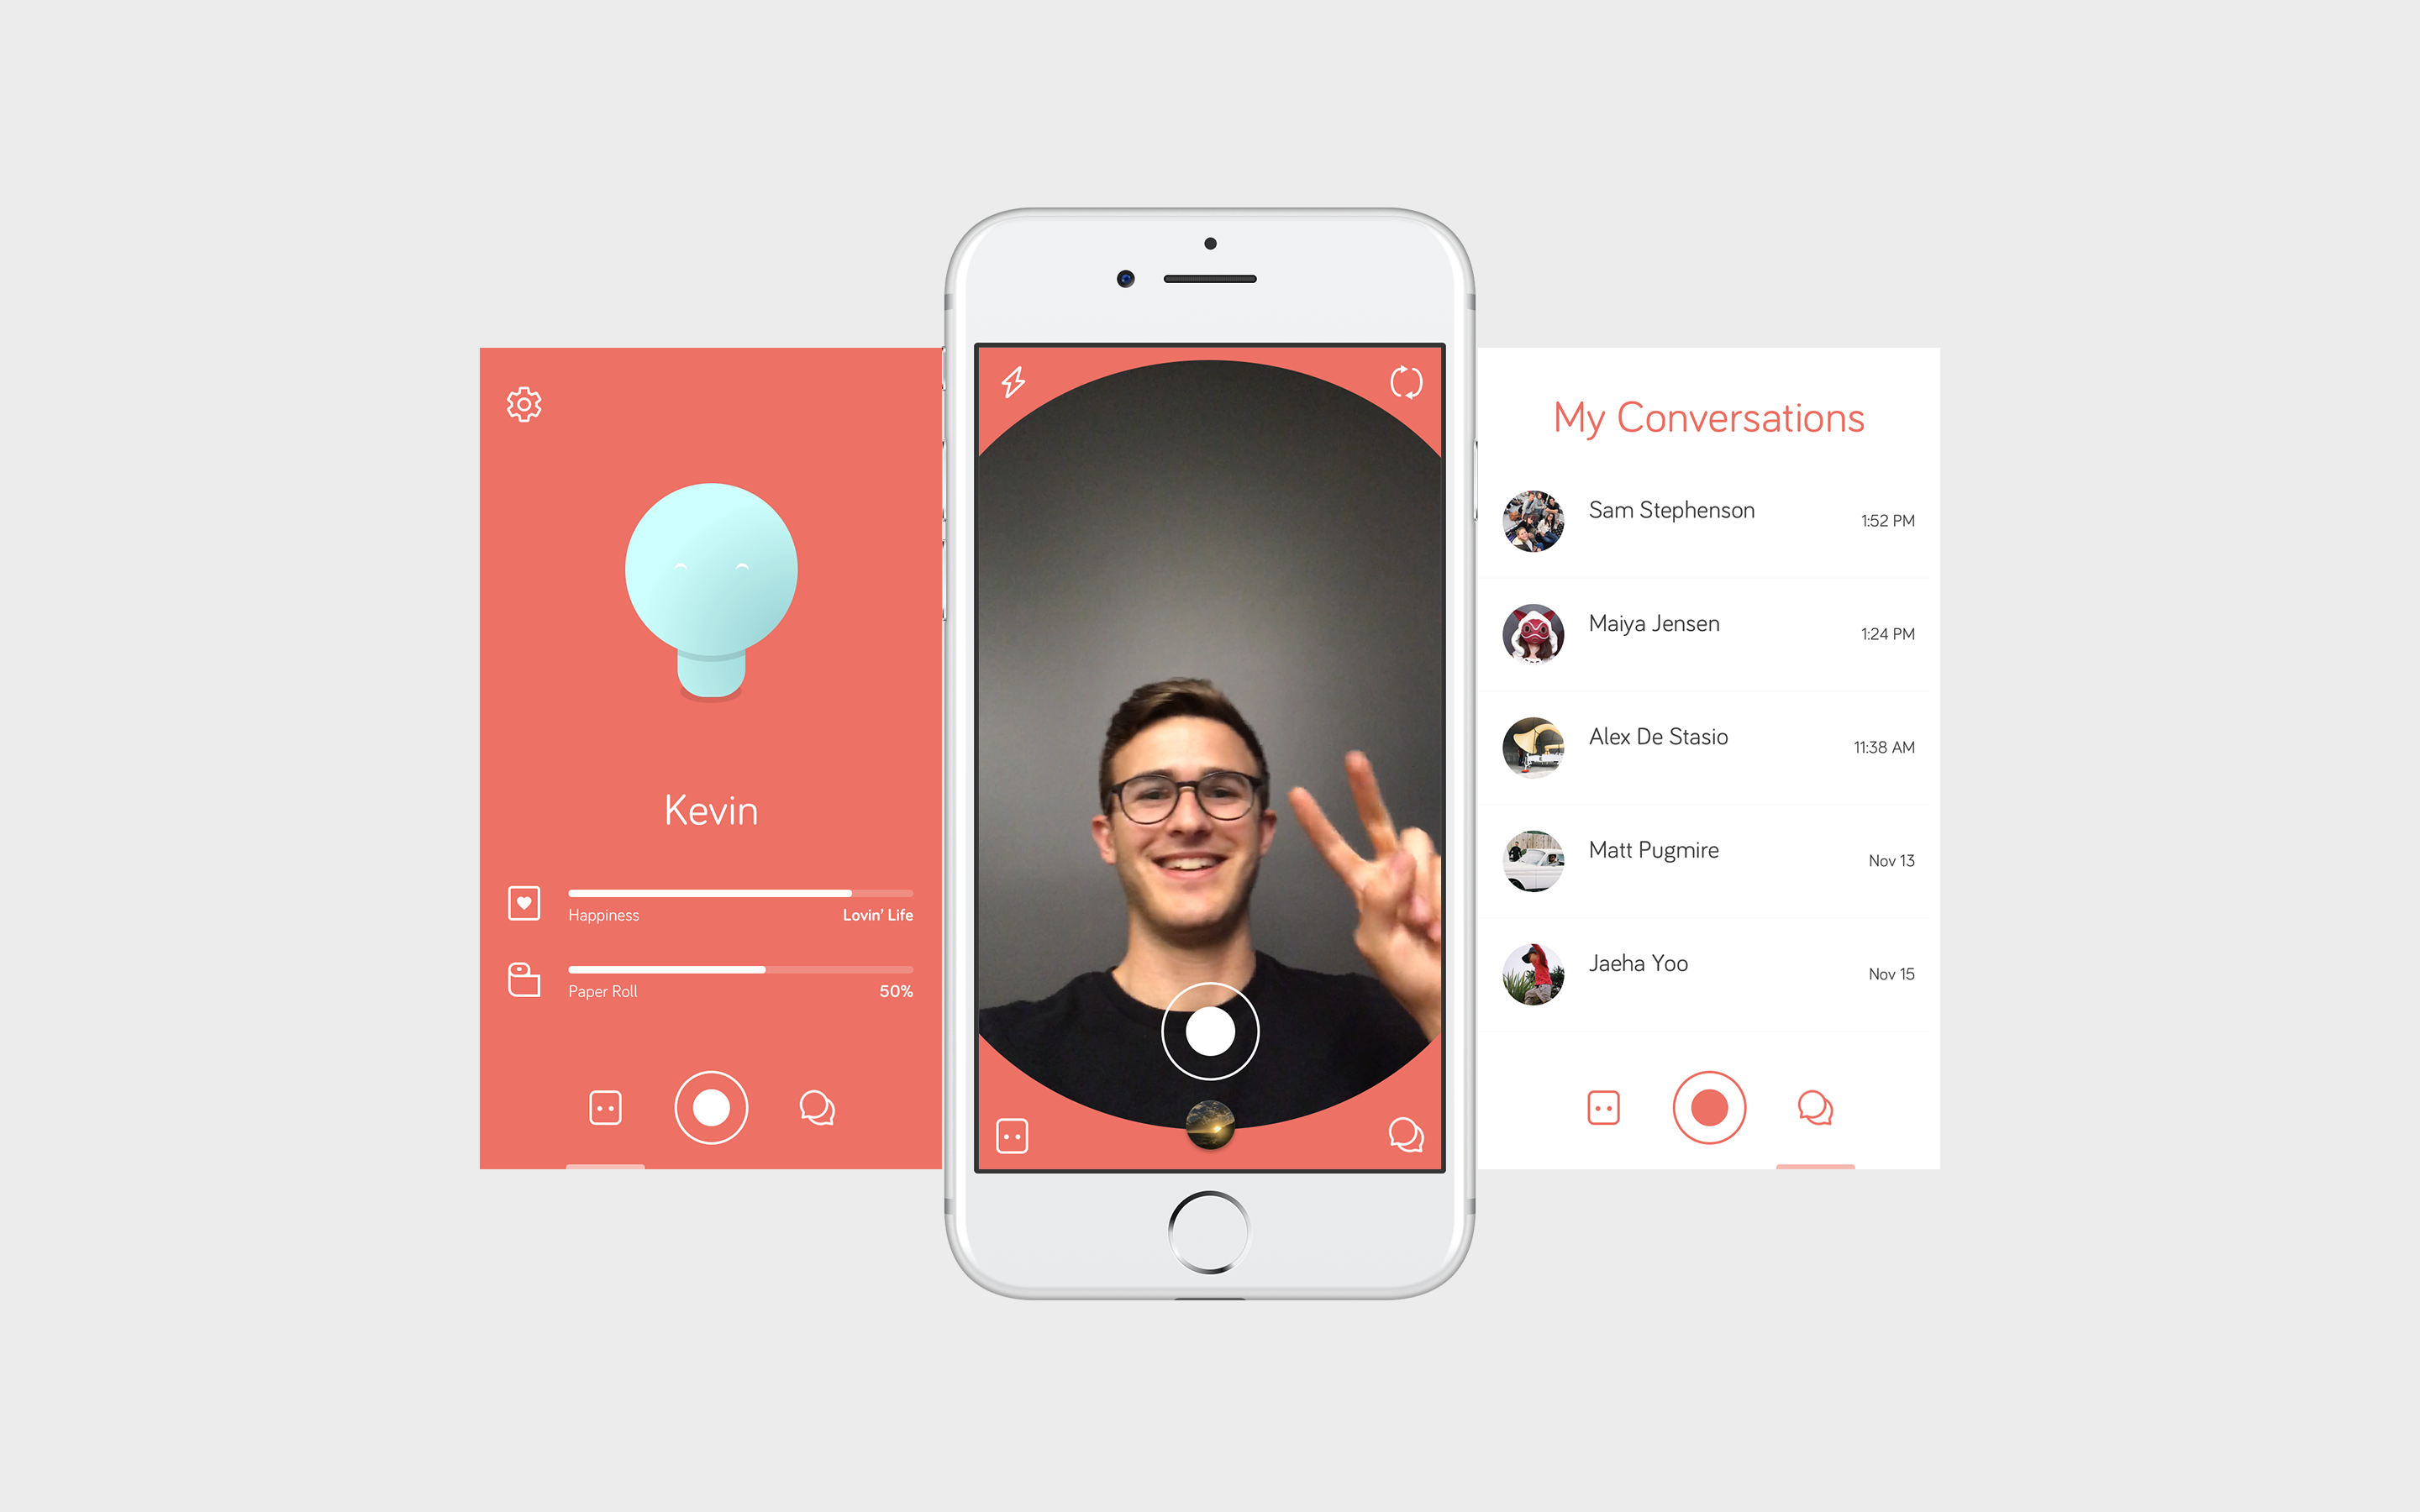 Kevin
Happiness Lovin' Life
Paper Roll 50%
My Conversations
Sam Stephenson 1:52 PM
Maiya Jensen 1:24 PM
Alex De Stasio 11:38 AM
Matt Pugmire Nov 13
Jaeha Yoo Nov 15